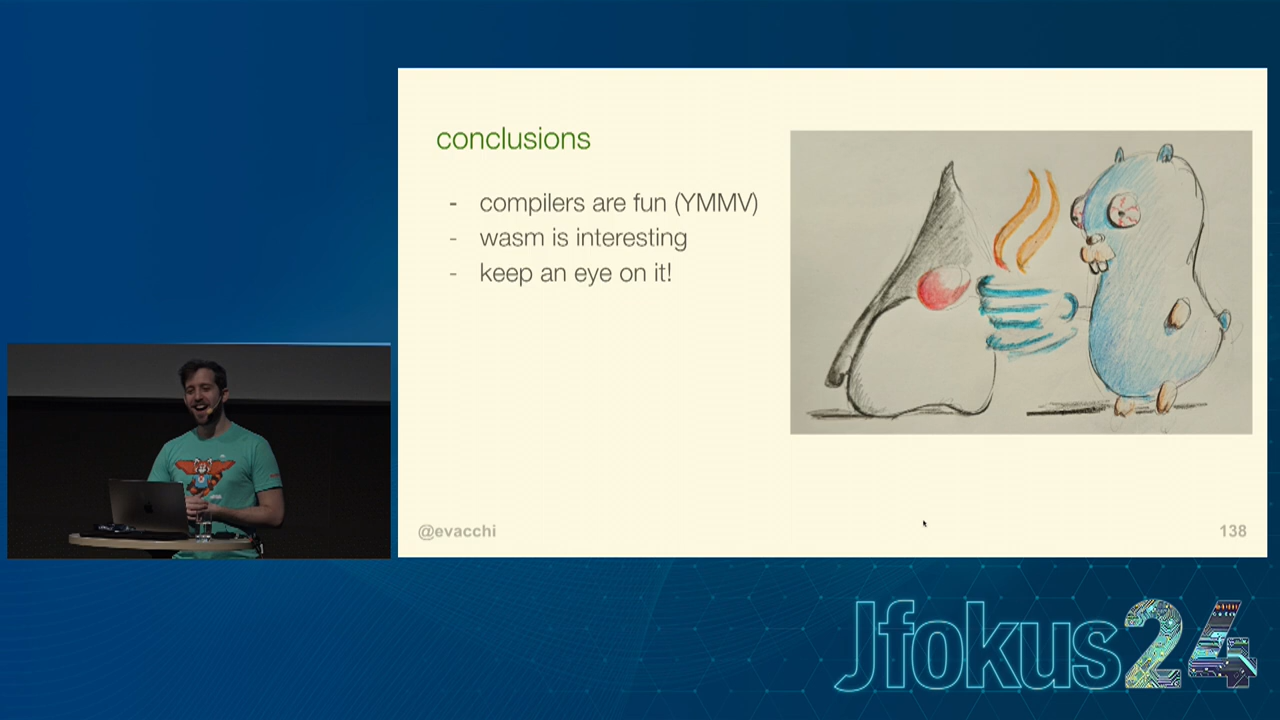 conclusions
- compilers are fun (YMMV)
- wasm is interesting
- keep an eye on it!
@evacchi
138
Jfokus24